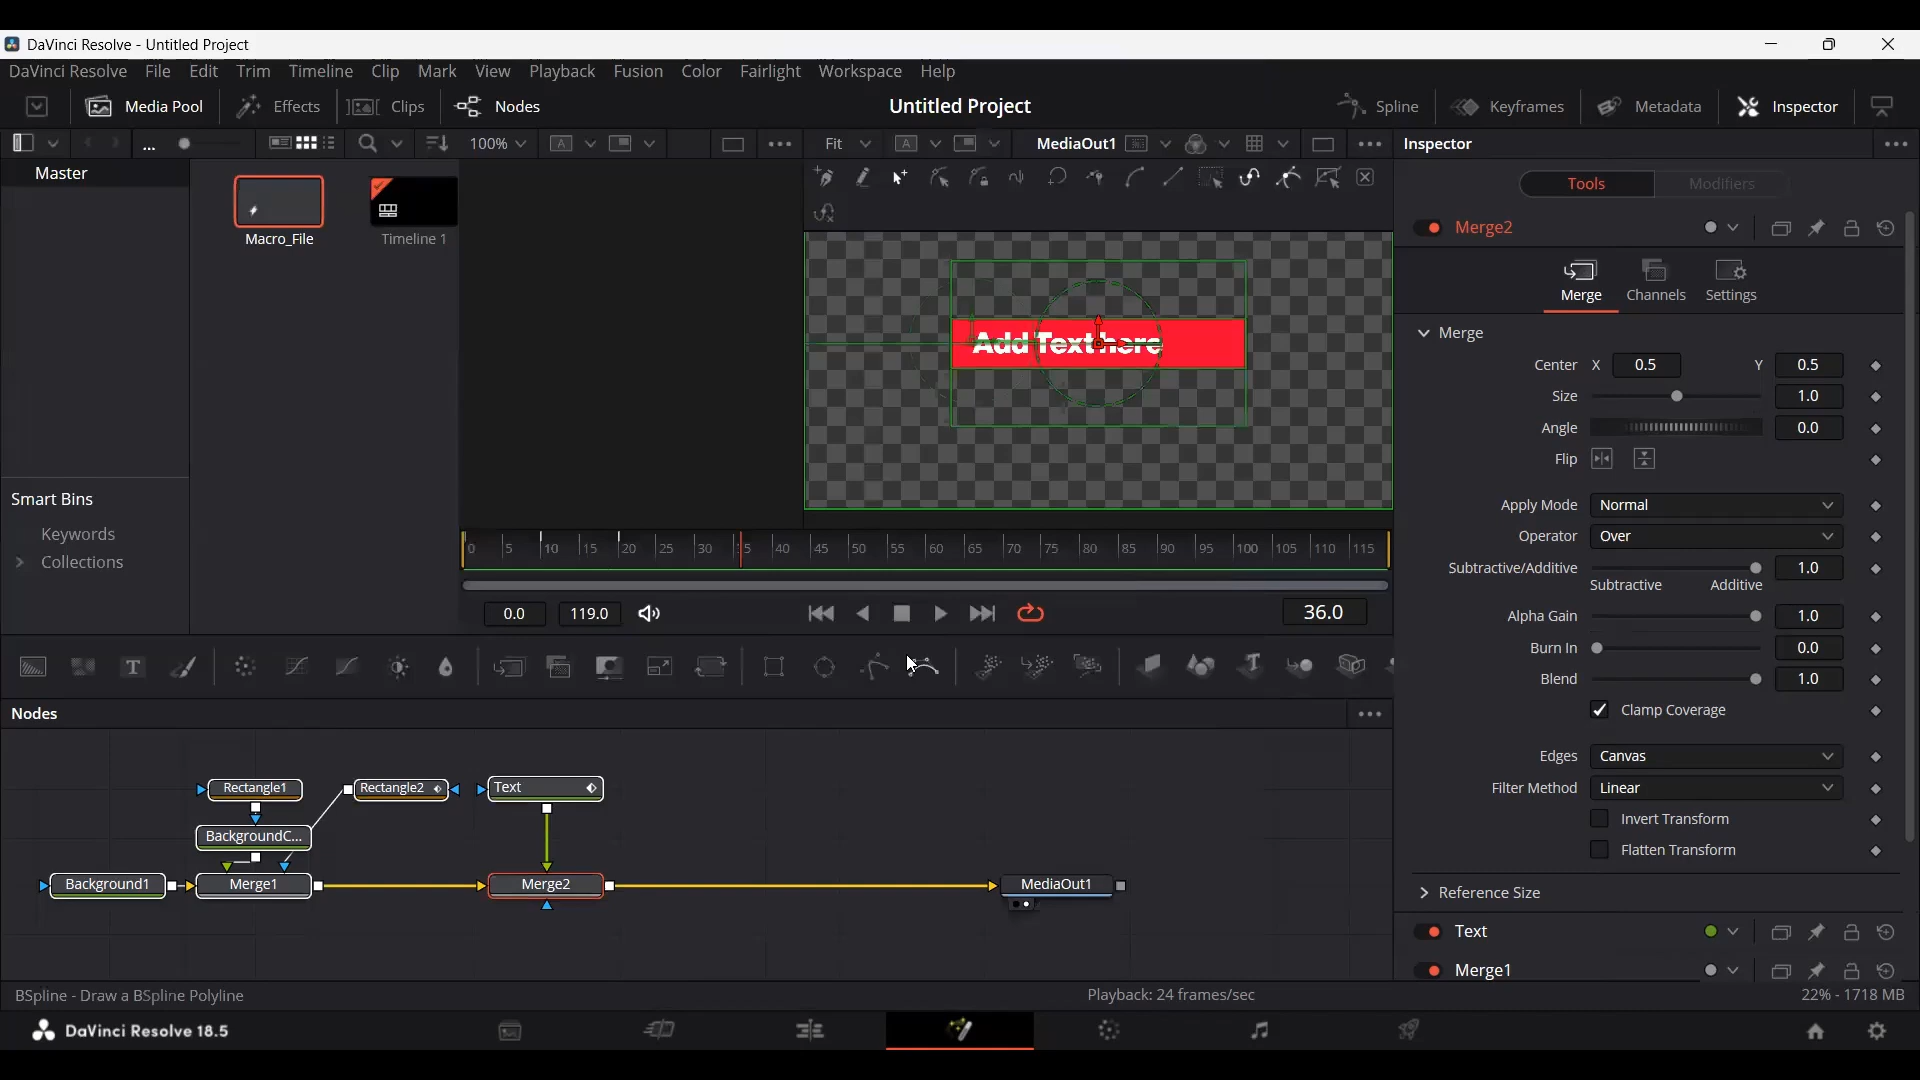 DaVinci Resolve - Untitled Project
DaVinci Resolve File Edit Trim Timeline Clip Mark View Playback Fusion Color Fairlight Workspace Help
Media Pool Effects Clips Nodes Untitled Project Spline Keyframes Metadata Inspector
... 100% A Fit A MediaOut1 ... Inspector ...
Master
Tools Modifiers
Macro_File Timeline 1
Merge2
Merge Channels Settings
Add Text here
Merge
Center X 0.5 Y 0.5
Size 1.0
Angle 0.0
Flip
Smart Bins
Keywords
Collections
Apply Mode Normal
Operator Over
0 5 10 15 20 25 30 35 40 45 50 55 60 65 70 75 80 85 90 95 100 105 110 115
Subtractive/Additive 1.0
Subtractive Additive
0.0 119.0 36.0
Alpha Gain 1.0
Burn In 0.0
Blend 1.0
Clamp Coverage
T T
Nodes ...
Edges Canvas
Filter Method Linear
Invert Transform
Flatten Transform
Rectangle1 Rectangle2 Text
BackgroundC...
Background1 Merge1 Merge2 MediaOut1
Reference Size
Text
Merge1
BSpline - Draw a BSpline Polyline Playback: 24 frames/sec 22% - 1718 MB
DaVinci Resolve 18.5